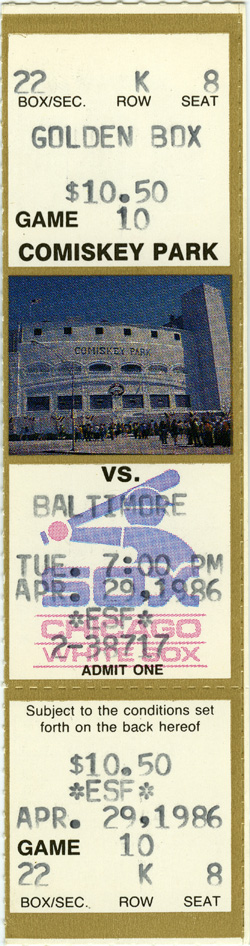 22 K 8
BOX/SEC. ROW SEAT
GOLDEN BOX
$10.50
GAME 10
COMISKEY PARK
COMISKEY PARK
VS.
BALTIMORE
TUE. 7:00 PM
APR. 29,1986
SOX
*ESF*
CHICAGO
2-38717
WHITE SOX
ADMIT ONE
Subject to the conditions set
forth on the back hereof
$10.50
*ESF*
APR. 29,1986
GAME 10
22 K 8
BOX/SEC. ROW SEAT